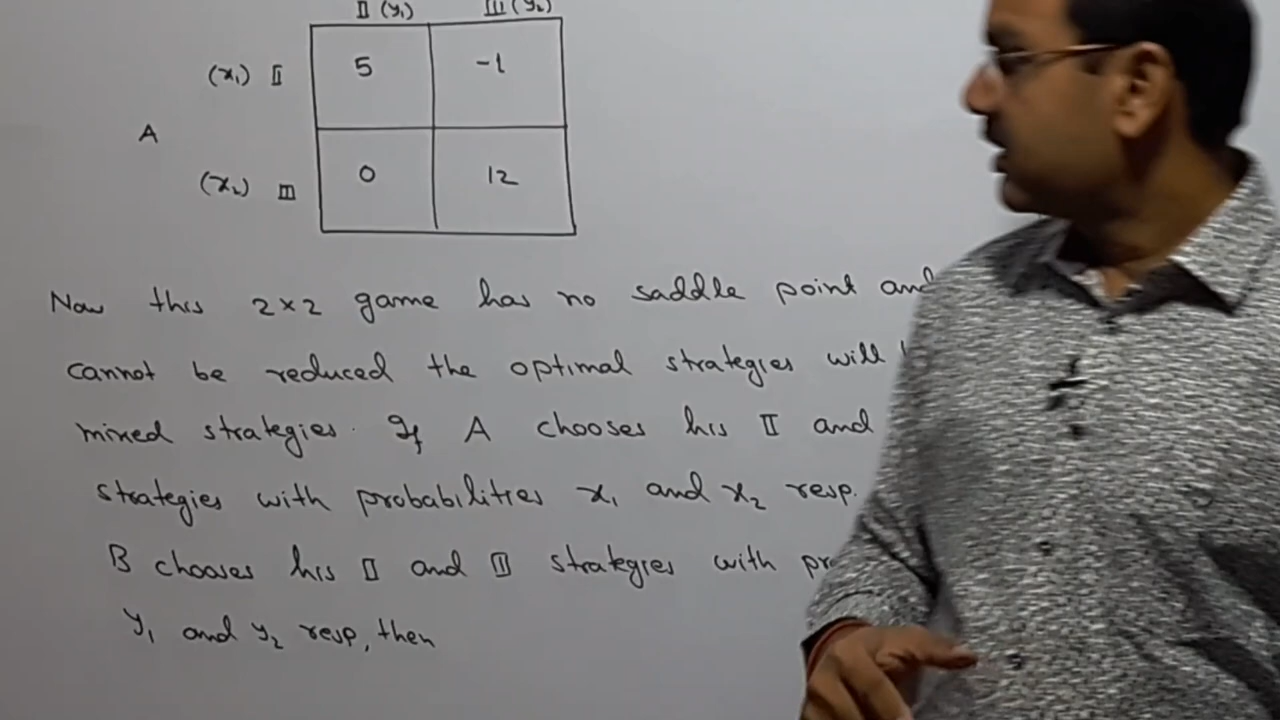 II (y₁) III (y₂)
(x₁) II 5 -1
A
(x₂) III 0 12
Now this 2×2 game has no saddle point and
cannot be reduced the optimal strategies will
mixed strategies. If A chooses his II and
strategies with probabilities x₁ and x₂ resp.
B chooses his II and III strategies with
y₁ and y₂ resp, then